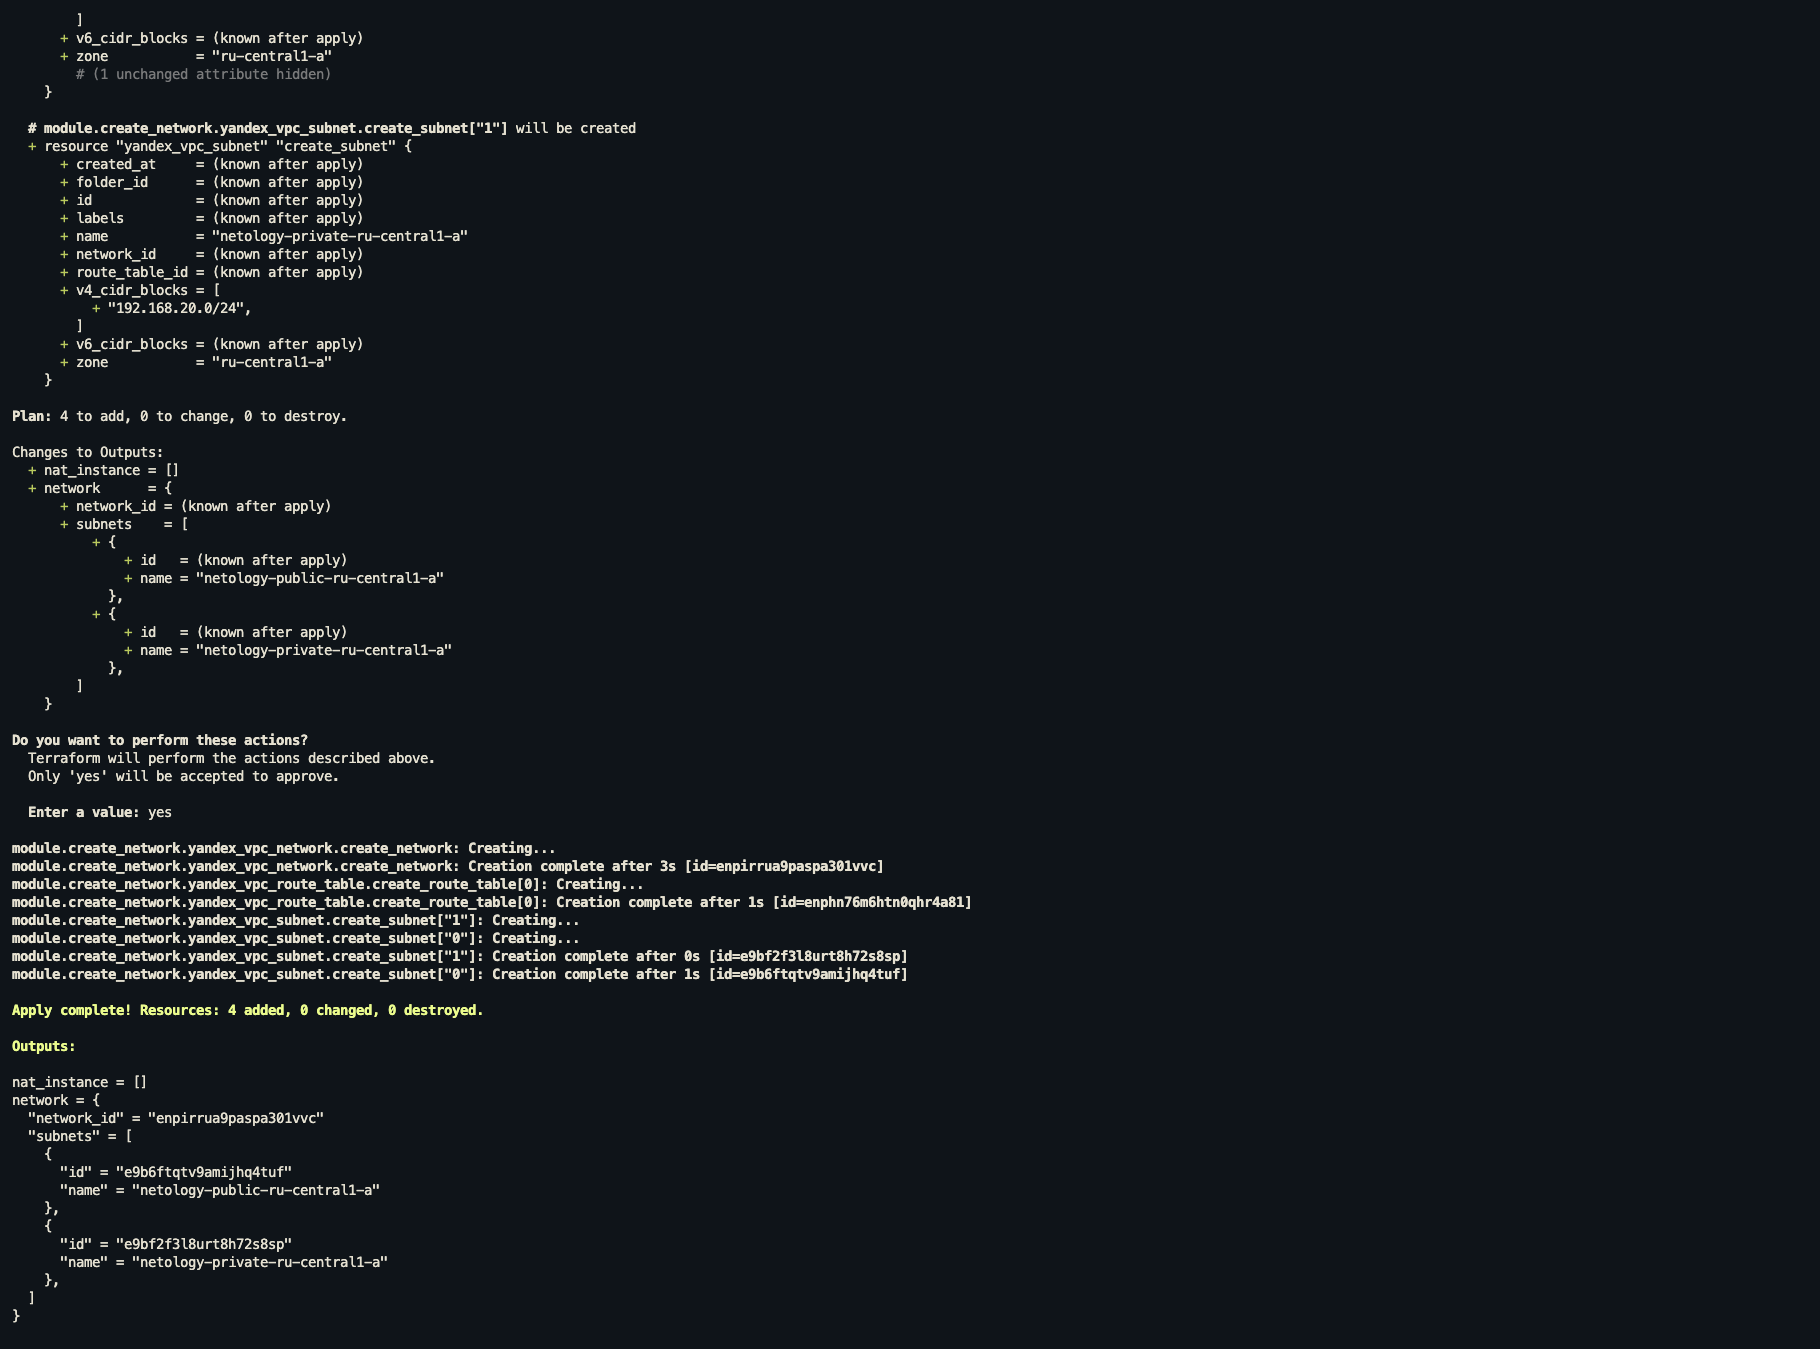 ]
      + v6_cidr_blocks = (known after apply)
      + zone           = "ru-central1-a"
        # (1 unchanged attribute hidden)
    }

  # module.create_network.yandex_vpc_subnet.create_subnet["1"] will be created
  + resource "yandex_vpc_subnet" "create_subnet" {
      + created_at     = (known after apply)
      + folder_id      = (known after apply)
      + id             = (known after apply)
      + labels         = (known after apply)
      + name           = "netology-private-ru-central1-a"
      + network_id     = (known after apply)
      + route_table_id = (known after apply)
      + v4_cidr_blocks = [
          + "192.168.20.0/24",
        ]
      + v6_cidr_blocks = (known after apply)
      + zone           = "ru-central1-a"
    }

Plan: 4 to add, 0 to change, 0 to destroy.

Changes to Outputs:
  + nat_instance = []
  + network      = {
      + network_id = (known after apply)
      + subnets    = [
          + {
              + id   = (known after apply)
              + name = "netology-public-ru-central1-a"
            },
          + {
              + id   = (known after apply)
              + name = "netology-private-ru-central1-a"
            },
        ]
    }

Do you want to perform these actions?
  Terraform will perform the actions described above.
  Only 'yes' will be accepted to approve.

  Enter a value: yes

module.create_network.yandex_vpc_network.create_network: Creating...
module.create_network.yandex_vpc_network.create_network: Creation complete after 3s [id=enpirrua9paspa301vvc]
module.create_network.yandex_vpc_route_table.create_route_table[0]: Creating...
module.create_network.yandex_vpc_route_table.create_route_table[0]: Creation complete after 1s [id=enphn76m6htn0qhr4a81]
module.create_network.yandex_vpc_subnet.create_subnet["1"]: Creating...
module.create_network.yandex_vpc_subnet.create_subnet["0"]: Creating...
module.create_network.yandex_vpc_subnet.create_subnet["1"]: Creation complete after 0s [id=e9bf2f3l8urt8h72s8sp]
module.create_network.yandex_vpc_subnet.create_subnet["0"]: Creation complete after 1s [id=e9b6ftqtv9amijhq4tuf]

Apply complete! Resources: 4 added, 0 changed, 0 destroyed.

Outputs:

nat_instance = []
network = {
  "network_id" = "enpirrua9paspa301vvc"
  "subnets" = [
    {
      "id" = "e9b6ftqtv9amijhq4tuf"
      "name" = "netology-public-ru-central1-a"
    },
    {
      "id" = "e9bf2f3l8urt8h72s8sp"
      "name" = "netology-private-ru-central1-a"
    },
  ]
}